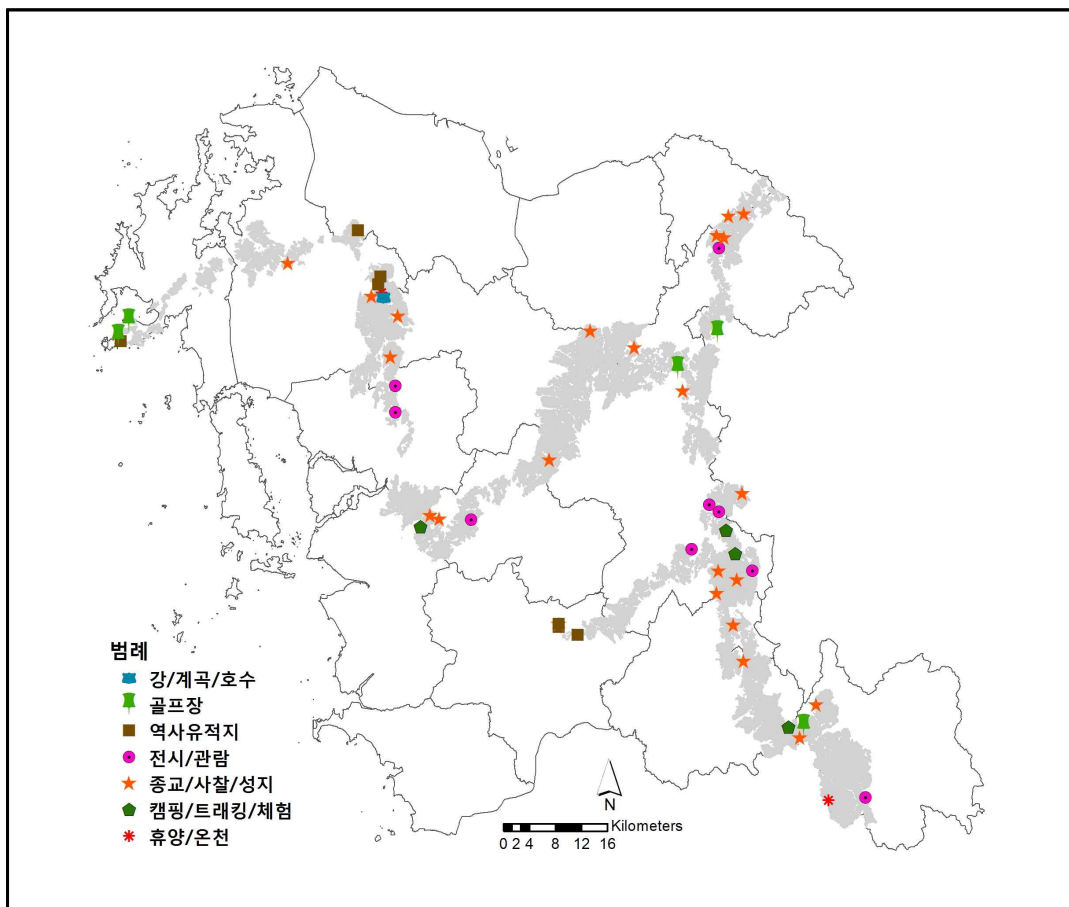 범례
강/계곡/호수
골프장
역사유적지
전시/관람
종교/사찰/성지
캠핑/트래킹/체험
휴양/온천
N
Kilometers
0 2 4 8 12 16